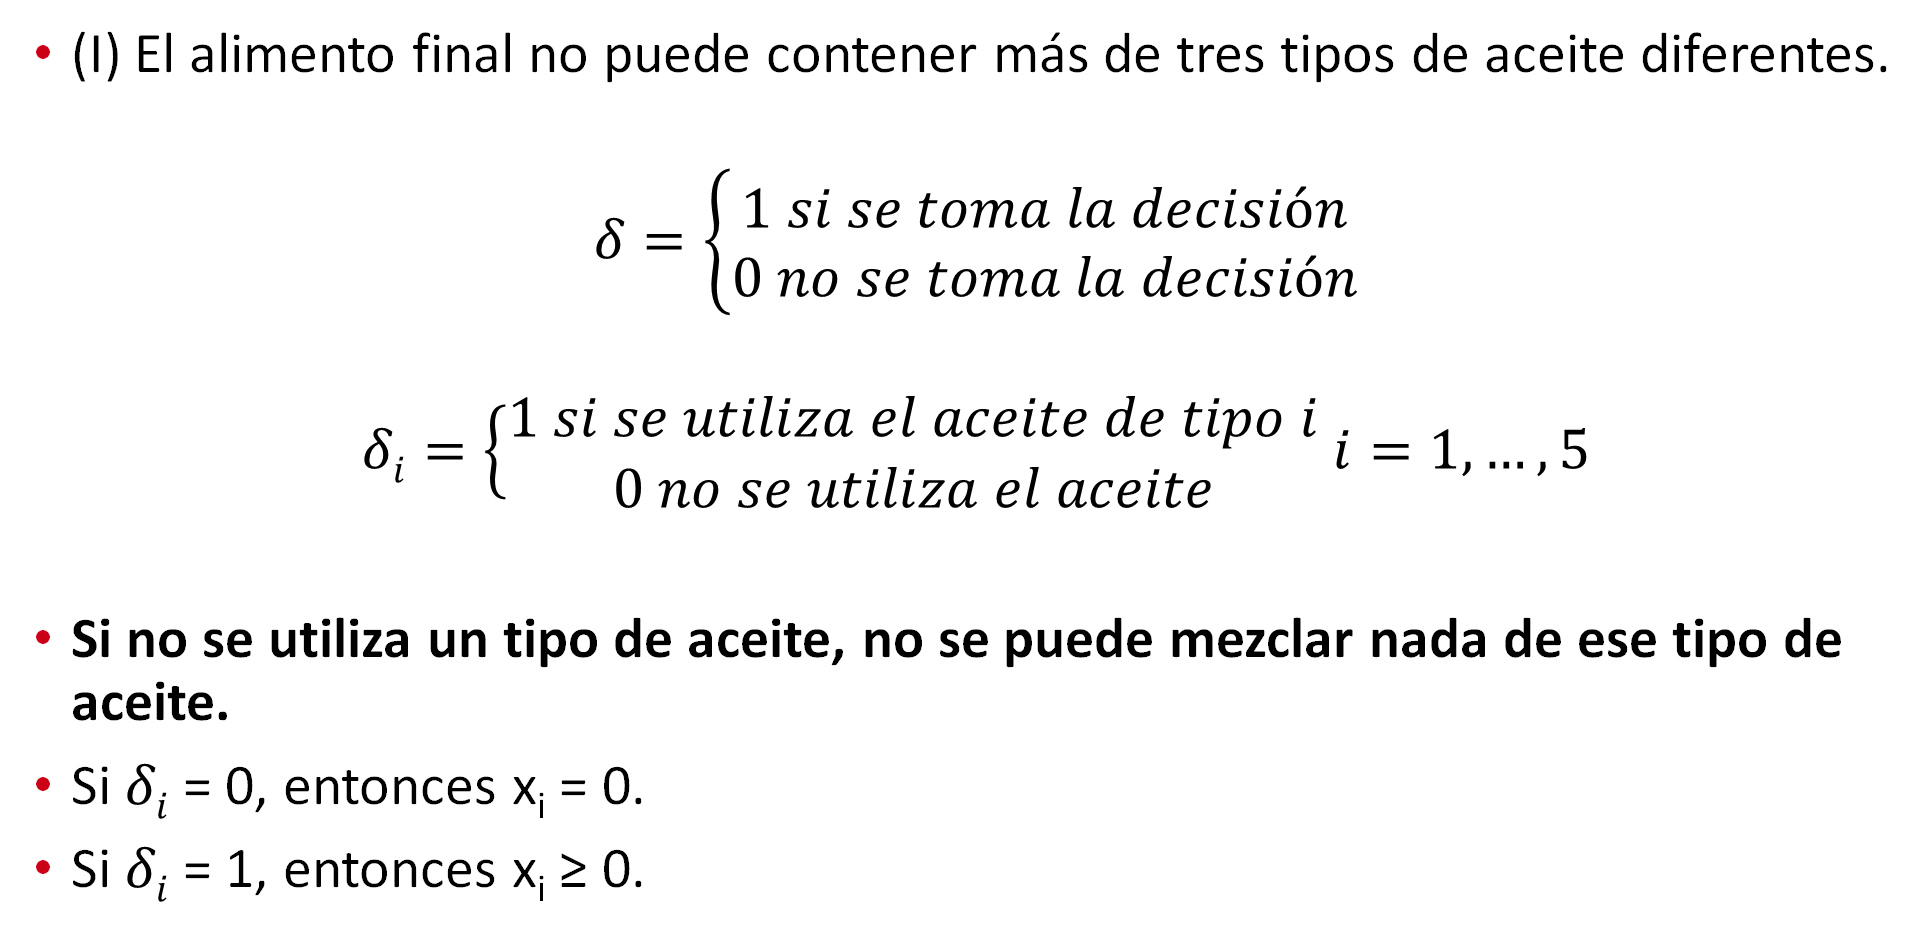 • (I) El alimento final no puede contener más de tres tipos de aceite diferentes.
δ = { 1 si se toma la decisión
0 no se toma la decisión
δᵢ = { 1 si se utiliza el aceite de tipo i
0 no se utiliza el aceite
i = 1, … , 5
• Si no se utiliza un tipo de aceite, no se puede mezclar nada de ese tipo de
aceite.
• Si δᵢ = 0, entonces xᵢ = 0.
• Si δᵢ = 1, entonces xᵢ ≥ 0.